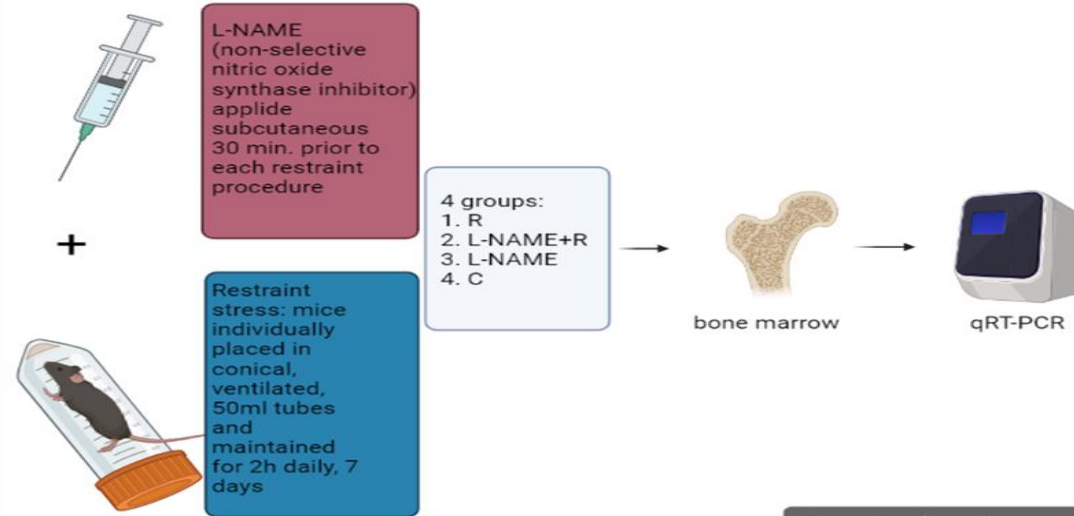 L-NAME
(non-selective
nitric oxide
synthase inhibitor)
applide
subcutaneous
30 min. prior to
each restraint
procedure
+
Restraint
stress: mice
individually
placed in
conical,
ventilated,
50ml tubes
and
maintained
for 2h daily, 7
days
4 groups:
1. R
2. L-NAME+R
3. L-NAME
4. C
bone marrow
qRT-PCR